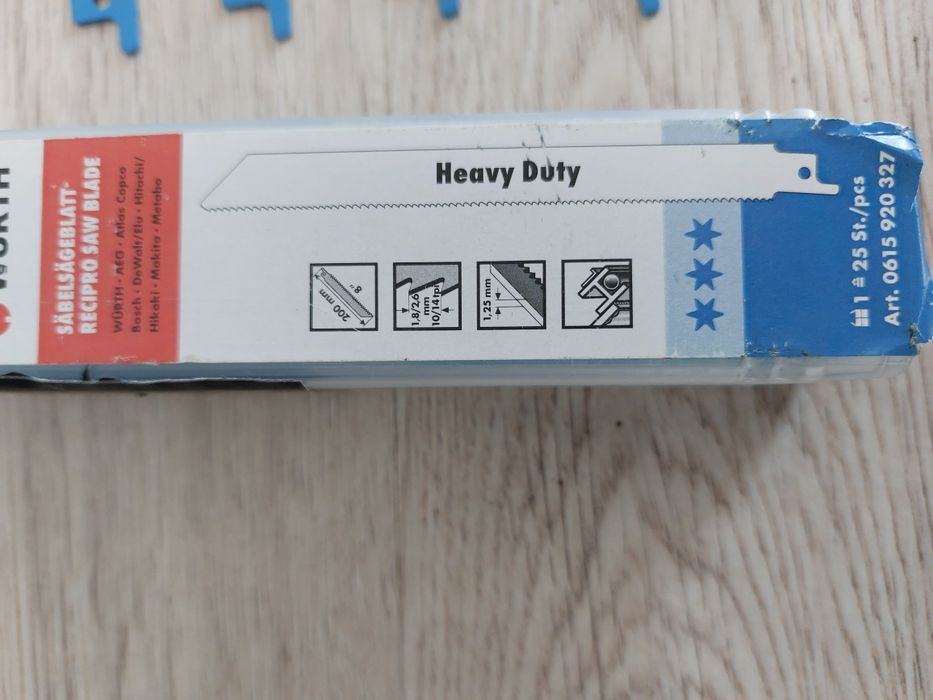 WÜRTH
SÄBELSÄGEBLATT-
RECIPRO SAW BLADE
WÜRTH · AEG · Atlas Copco
Bosch · DeWalt/Elu · Hitachi/
Hikoki · Makita · Metabo
Heavy Duty
200 mm
8"
1,8/2,6
mm
10/14tpi
1,25 mm
1 ≙ 25 St./pcs
Art. 0615 920 327